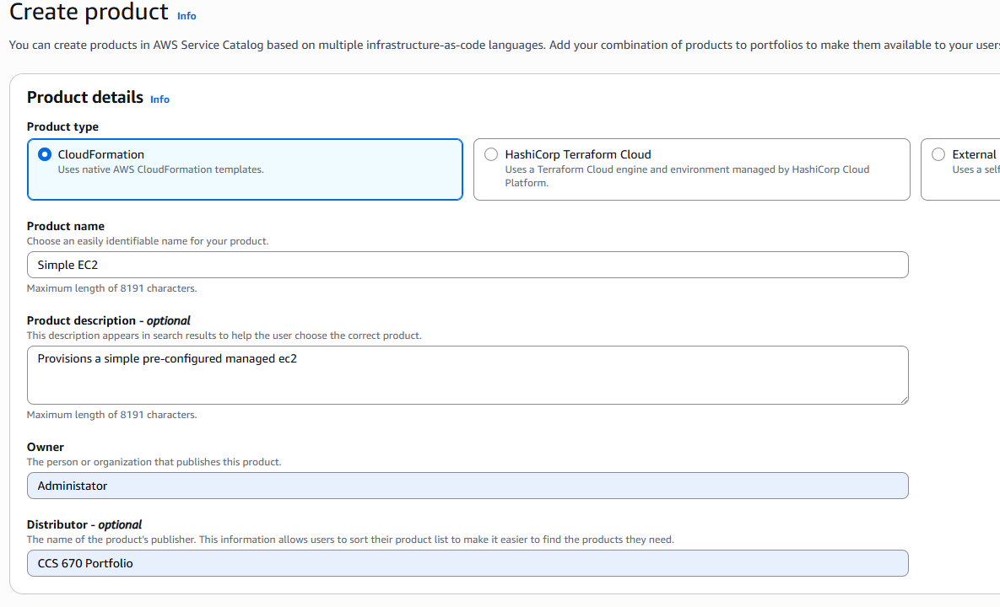 Create product Info
You can create products in AWS Service Catalog based on multiple infrastructure-as-code languages. Add your combination of products to portfolios to make them available to your users
Product details Info
Product type
CloudFormation
Uses native AWS CloudFormation templates.
HashiCorp Terraform Cloud
Uses a Terraform Cloud engine and environment managed by HashiCorp Cloud
Platform.
External
Uses a self
Product name
Choose an easily identifiable name for your product.
Simple EC2
Maximum length of 8191 characters.
Product description - optional
This description appears in search results to help the user choose the correct product.
Provisions a simple pre-configured managed ec2
Maximum length of 8191 characters.
Owner
The person or organization that publishes this product.
Administator
Distributor - optional
The name of the product's publisher. This information allows users to sort their product list to make it easier to find the products they need.
CCS 670 Portfolio